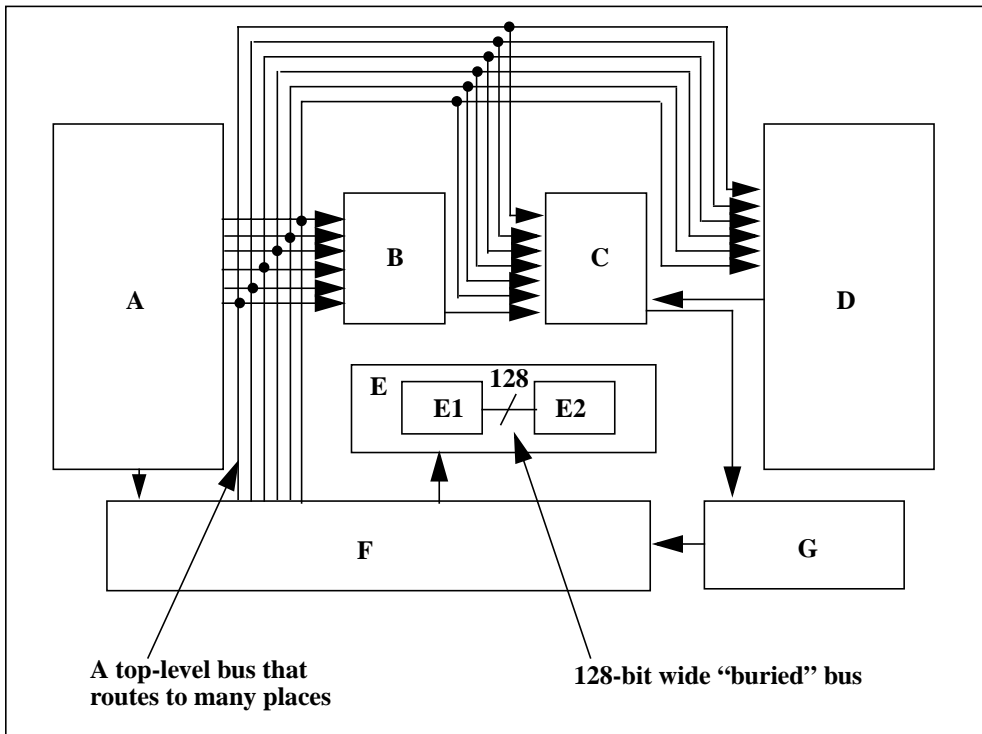 A
B
C
D
128
E
E1
E2
F
G
A top-level bus that
routes to many places
128-bit wide “buried” bus